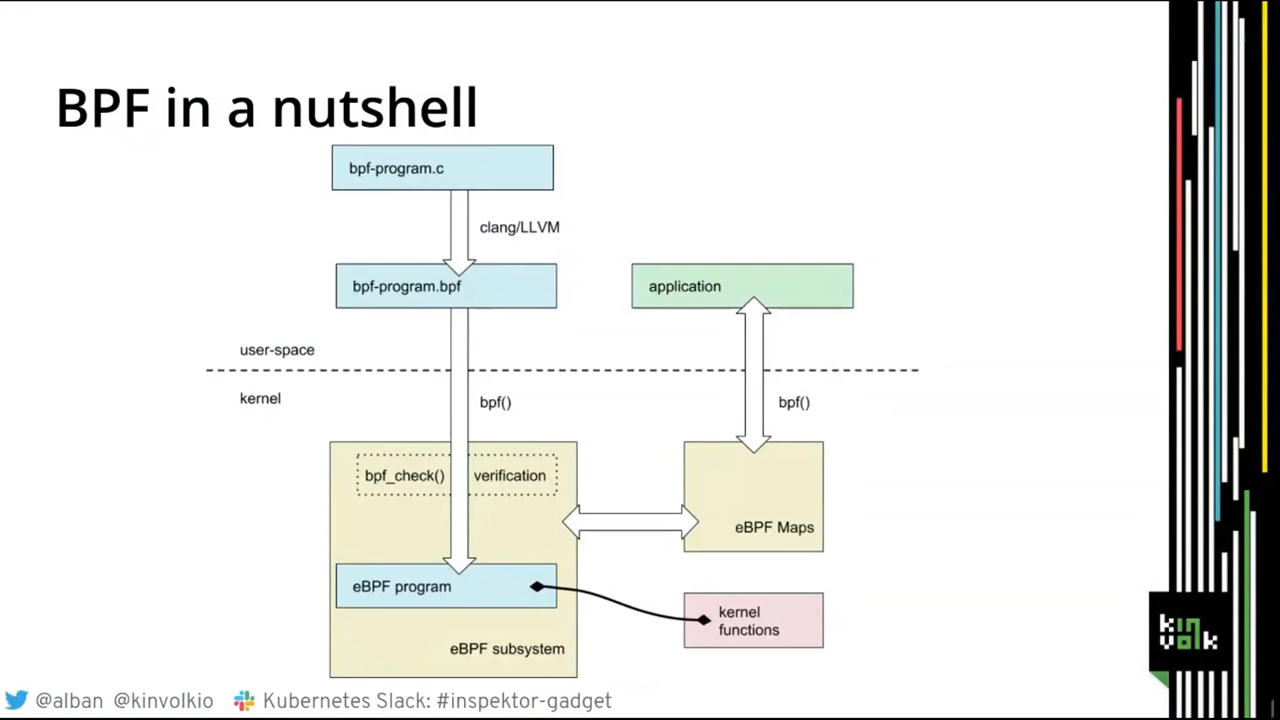 BPF in a nutshell
bpf-program.c
clang/LLVM
bpf-program.bpf
application
user-space
kernel
bpf()
bpf()
bpf_check()
verification
eBPF Maps
eBPF program
kernel
functions
eBPF subsystem
kinvolk
@alban @kinvolkio
Kubernetes Slack: #inspektor-gadget